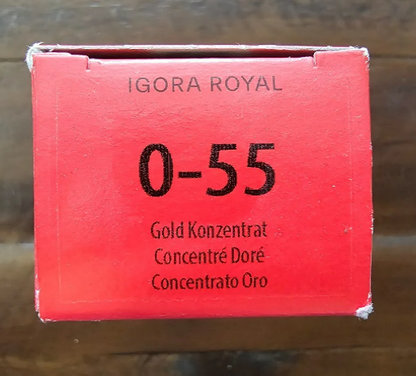 IGORA ROYAL
0-55
Gold Konzentrat
Concentré Doré
Concentrato Oro